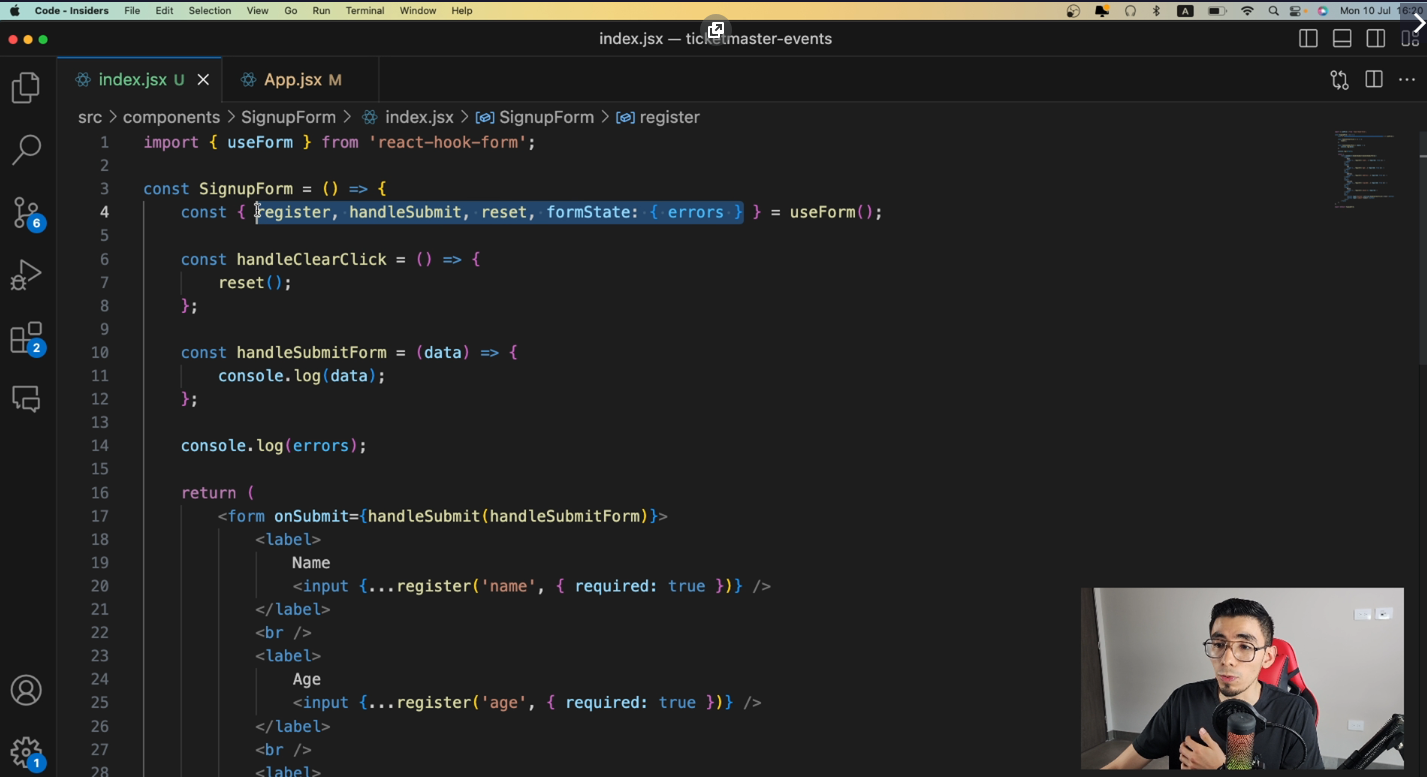 Code - Insiders File Edit Selection View Go Run Terminal Window Help A Mon 10 Jul 16:20
index.jsx — ticketmaster-events
index.jsx U App.jsx M
src > components > SignupForm > index.jsx > SignupForm > register
1 import { useForm } from 'react-hook-form';
2
3 const SignupForm = () => {
4 const { register, handleSubmit, reset, formState: { errors } } = useForm();
5
6 const handleClearClick = () => {
7 reset();
8 };
9
10 const handleSubmitForm = (data) => {
11 console.log(data);
12 };
13
14 console.log(errors);
15
16 return (
17 <form onSubmit={handleSubmit(handleSubmitForm)}>
18 <label>
19 Name
20 <input {...register('name', { required: true })} />
21 </label>
22 <br />
23 <label>
24 Age
25 <input {...register('age', { required: true })} />
26 </label>
27 <br />
28 <label>
6
2
1